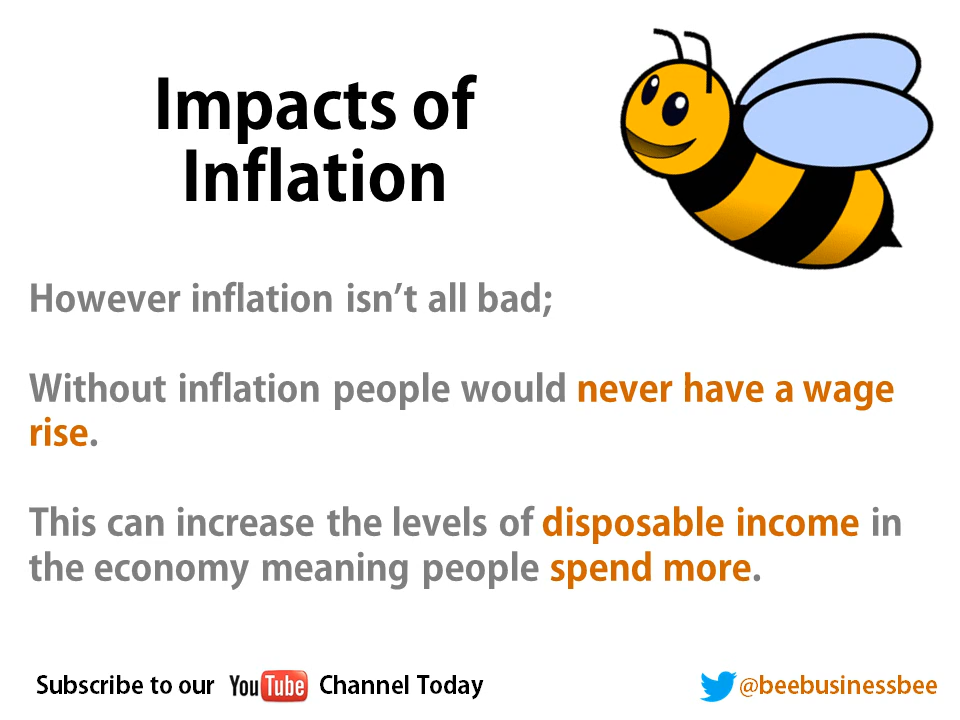 Impacts of
Inflation
However inflation isn’t all bad;
Without inflation people would never have a wage
rise.
This can increase the levels of disposable income in
the economy meaning people spend more.
Subscribe to our YouTube Channel Today
@beebusinessbee